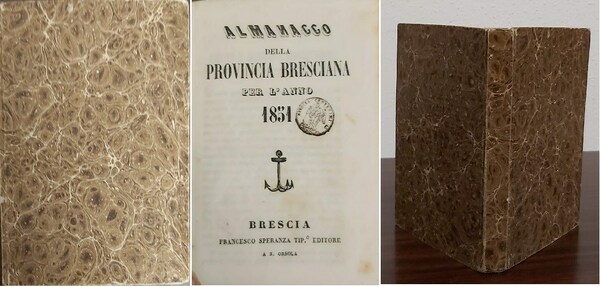 ALMANACCO
DELLA
PROVINCIA BRESCIANA
PER L'ANNO
1851
BRESCIA
FRANCESCO SPERANZA TIP.° EDITORE
A S. ORSOLA